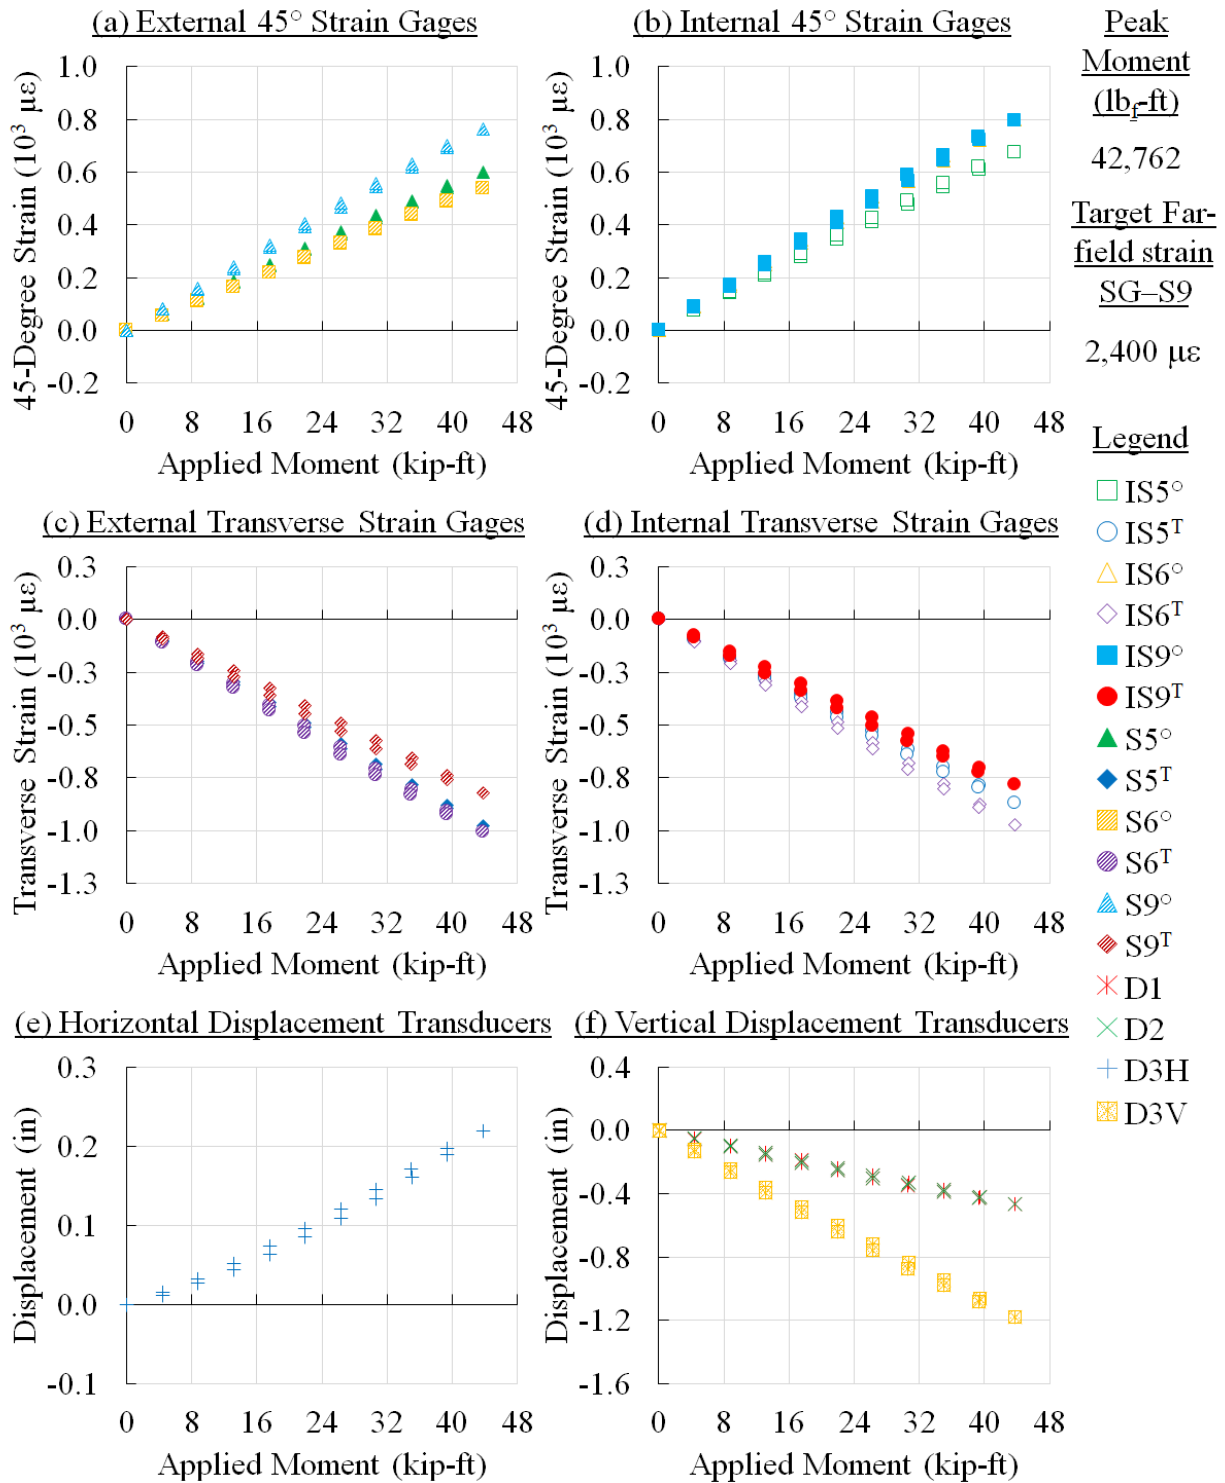 (a) External 45° Strain Gages
45-Degree Strain (10³ µε)
1.0
0.8
0.6
0.4
0.2
0.0
-0.2
0 8 16 24 32 40 48
Applied Moment (kip-ft)
(b) Internal 45° Strain Gages
45-Degree Strain (10³ µε)
1.0
0.8
0.6
0.4
0.2
0.0
-0.2
0 8 16 24 32 40 48
Applied Moment (kip-ft)
(c) External Transverse Strain Gages
Transverse Strain (10³ µε)
0.3
0.0
-0.3
-0.5
-0.8
-1.0
-1.3
0 8 16 24 32 40 48
Applied Moment (kip-ft)
(d) Internal Transverse Strain Gages
Transverse Strain (10³ µε)
0.3
0.0
-0.3
-0.5
-0.8
-1.0
-1.3
0 8 16 24 32 40 48
Applied Moment (kip-ft)
(e) Horizontal Displacement Transducers
Displacement (in)
0.3
0.2
0.1
0.0
-0.1
0 8 16 24 32 40 48
Applied Moment (kip-ft)
(f) Vertical Displacement Transducers
Displacement (in)
0.4
0.0
-0.4
-0.8
-1.2
-1.6
0 8 16 24 32 40 48
Applied Moment (kip-ft)
Peak
Moment
(lb_f-ft)
42,762
Target Far-
field strain
SG–S9
2,400 µε
Legend
IS5°
IS5ᵀ
IS6°
IS6ᵀ
IS9°
IS9ᵀ
S5°
S5ᵀ
S6°
S6ᵀ
S9°
S9ᵀ
D1
D2
D3H
D3V